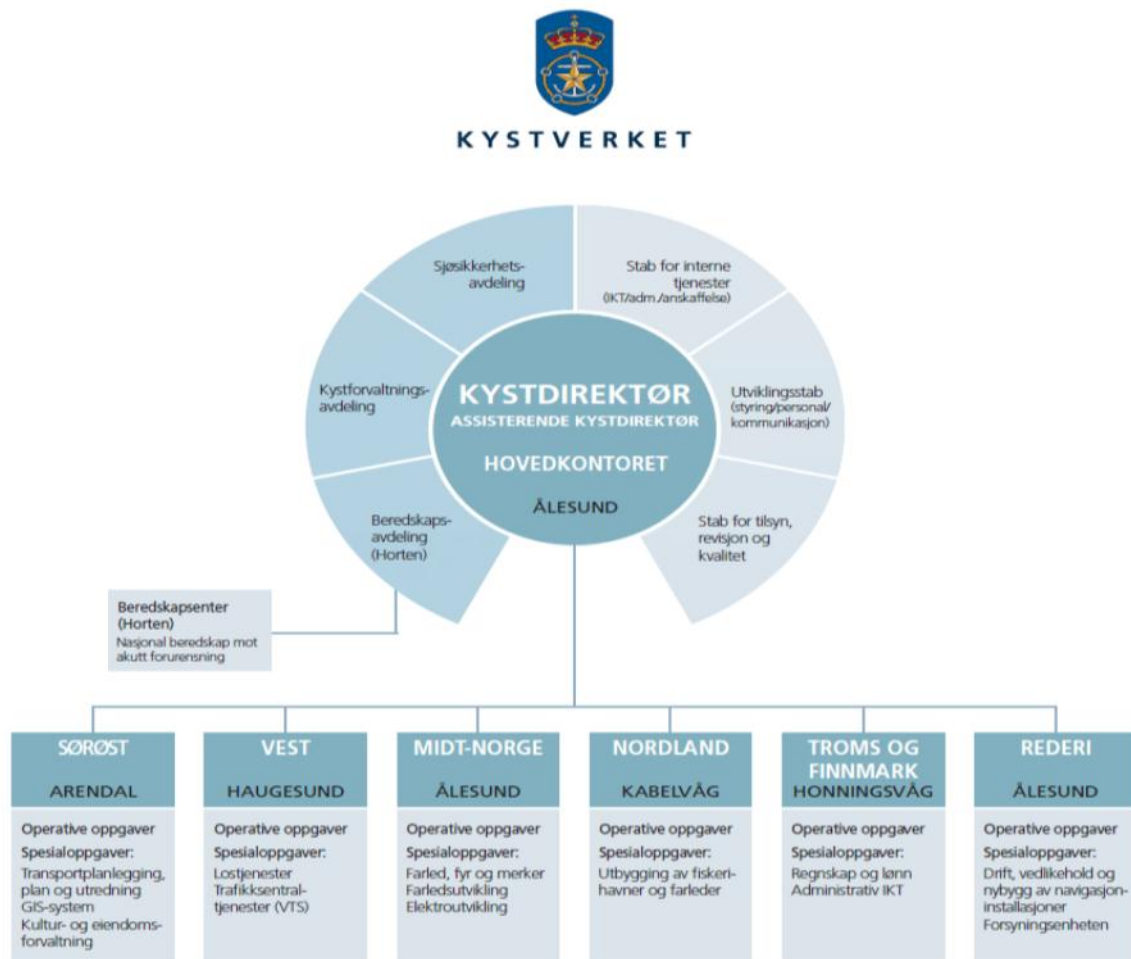 KYSTVERKET
Sjøsikkerhets-
avdeling
Stab for interne
tjenester
(IKT/adm./anskaffelse)
Kystforvaltnings-
avdeling
KYSTDIREKTØR
ASSISTERENDE KYSTDIREKTØR
HOVEDKONTORET
ÅLESUND
Utviklingsstab
(styring/personal/
kommunikasjon)
Beredskaps-
avdeling
(Horten)
Stab for tilsyn,
revisjon og
kvalitet
Beredskapsenter
(Horten)
Nasjonal beredskap mot
akutt forurensning
SØRØST
ARENDAL
Operative oppgaver
Spesialoppgaver:
Transportplanlegging,
plan og utredning
GIS-system
Kultur- og eiendoms-
forvaltning
VEST
HAUGESUND
Operative oppgaver
Spesialoppgaver:
Lostjenester
Trafikksentral-
tjenester (VTS)
MIDT-NORGE
ÅLESUND
Operative oppgaver
Spesialoppgaver:
Farled, fyr og merker
Farledsutvikling
Elektroutvikling
NORDLAND
KABELVÅG
Operative oppgaver
Spesialoppgaver:
Utbygging av fiskeri-
havner og farleder
TROMS OG
FINNMARK
HONNINGSVÅG
Operative oppgaver
Spesialoppgaver:
Regnskap og lønn
Administrativ IKT
REDERI
ÅLESUND
Operative oppgaver
Spesialoppgaver:
Drift, vedlikehold og
nybygg av navigasjon-
installasjoner
Forsyningsenheten